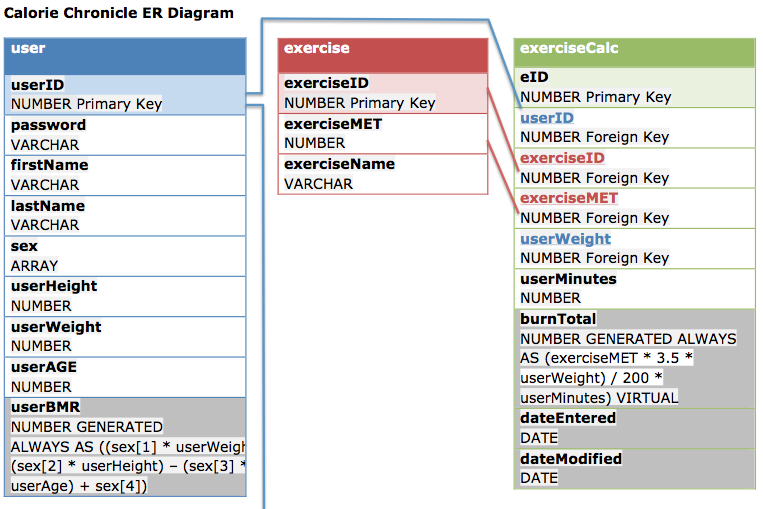 Calorie Chronicle ER Diagram
user
userID
NUMBER Primary Key
password
VARCHAR
firstName
VARCHAR
lastName
VARCHAR
sex
ARRAY
userHeight
NUMBER
userWeight
NUMBER
userAGE
NUMBER
userBMR
NUMBER GENERATED
ALWAYS AS ((sex[1] * userWeigh
(sex[2] * userHeight) – (sex[3] *
userAge) + sex[4])
exercise
exerciseID
NUMBER Primary Key
exerciseMET
NUMBER
exerciseName
VARCHAR
exerciseCalc
eID
NUMBER Primary Key
userID
NUMBER Foreign Key
exerciseID
NUMBER Foreign Key
exerciseMET
NUMBER Foreign Key
userWeight
NUMBER Foreign Key
userMinutes
NUMBER
burnTotal
NUMBER GENERATED ALWAYS
AS (exerciseMET * 3.5 *
userWeight) / 200 *
userMinutes) VIRTUAL
dateEntered
DATE
dateModified
DATE